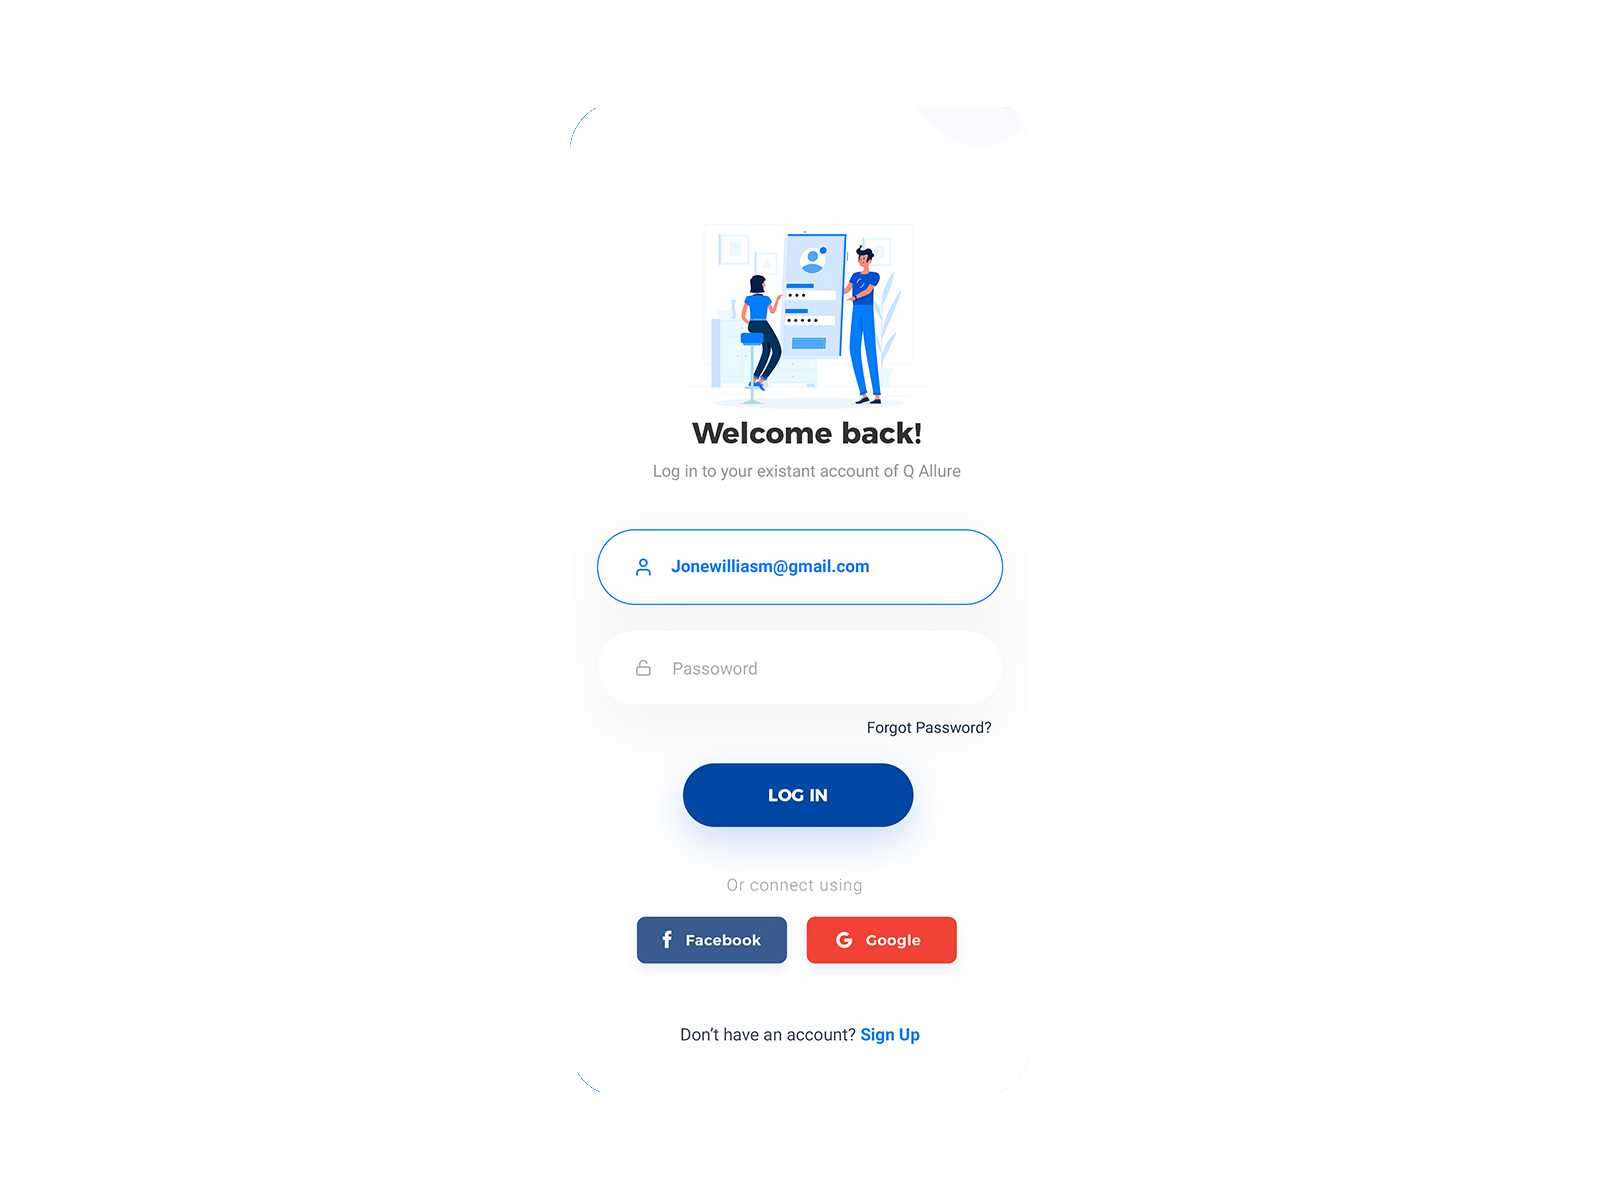 Welcome back!
Log in to your existant account of Q Allure
Jonewilliasm@gmail.com
Passoword
Forgot Password?
LOG IN
Or connect using
Facebook
Google
Don't have an account? Sign Up